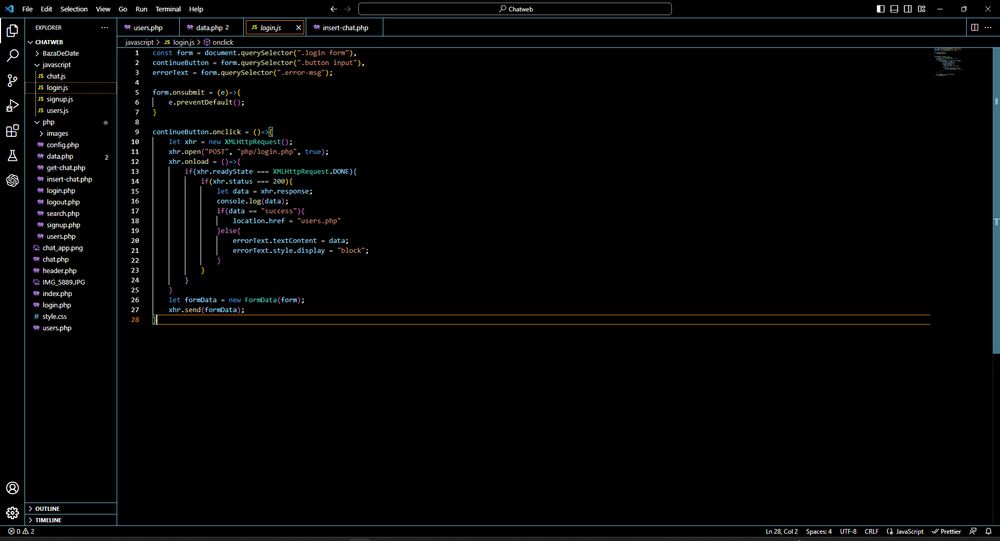 File Edit Selection View Go Run Terminal Help
Chatweb
EXPLORER
CHATWEB
BazaDeDate
javascript
JS chat.js
JS login.js
JS signup.js
JS users.js
php
images
config.php
data.php 2
get-chat.php
insert-chat.php
login.php
logout.php
search.php
signup.php
users.php
chat_app.png
chat.php
header.php
IMG_5889.JPG
index.php
login.php
# style.css
users.php
OUTLINE
TIMELINE
users.php data.php 2 JS login.js insert-chat.php
javascript > JS login.js > onclick
1 const form = document.querySelector(".login form"),
2 continueButton = form.querySelector(".button input"),
3 errorText = form.querySelector(".error-msg");
4
5 form.onsubmit = (e)=>{
6 e.preventDefault();
7 }
8
9 continueButton.onclick = ()=>{
10 let xhr = new XMLHttpRequest();
11 xhr.open("POST", "php/login.php", true);
12 xhr.onload = ()=>{
13 if(xhr.readyState === XMLHttpRequest.DONE){
14 if(xhr.status === 200){
15 let data = xhr.response;
16 console.log(data);
17 if(data == "success"){
18 location.href = "users.php"
19 }else{
20 errorText.textContent = data;
21 errorText.style.display = "block";
22 }
23 }
24 }
25 }
26 let formData = new FormData(form);
27 xhr.send(formData);
28 }
0 2
Ln 28, Col 2 Spaces: 4 UTF-8 CRLF JavaScript Prettier